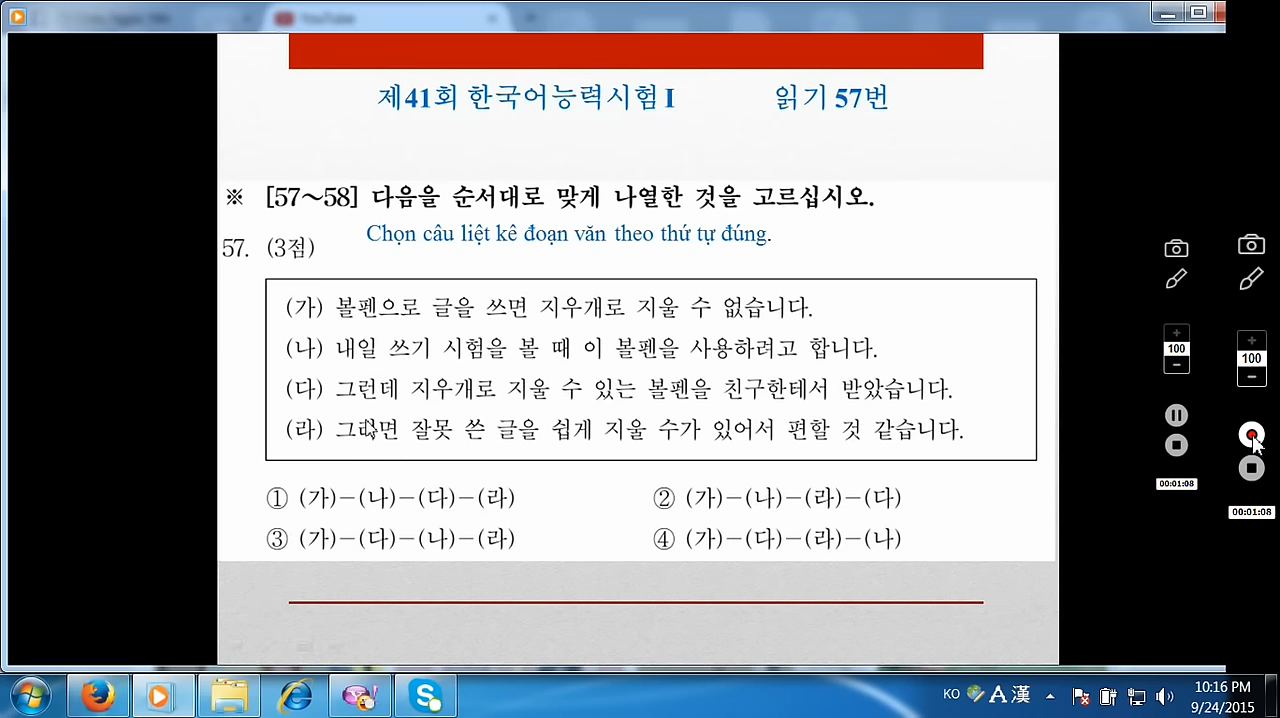 YouTube
제41회 한국어능력시험 I 읽기 57번
※ [57～58] 다음을 순서대로 맞게 나열한 것을 고르십시오.
Chọn câu liệt kê đoạn văn theo thứ tự đúng.
57. (3점)
(가) 볼펜으로 글을 쓰면 지우개로 지울 수 없습니다.
(나) 내일 쓰기 시험을 볼 때 이 볼펜을 사용하려고 합니다.
(다) 그런데 지우개로 지울 수 있는 볼펜을 친구한테서 받았습니다.
(라) 그러면 잘못 쓴 글을 쉽게 지울 수가 있어서 편할 것 같습니다.
① (가)－(나)－(다)－(라) ② (가)－(나)－(라)－(다)
③ (가)－(다)－(나)－(라) ④ (가)－(다)－(라)－(나)
100
00:01:08
100
00:01:08
KO A 漢
10:16 PM
9/24/2015